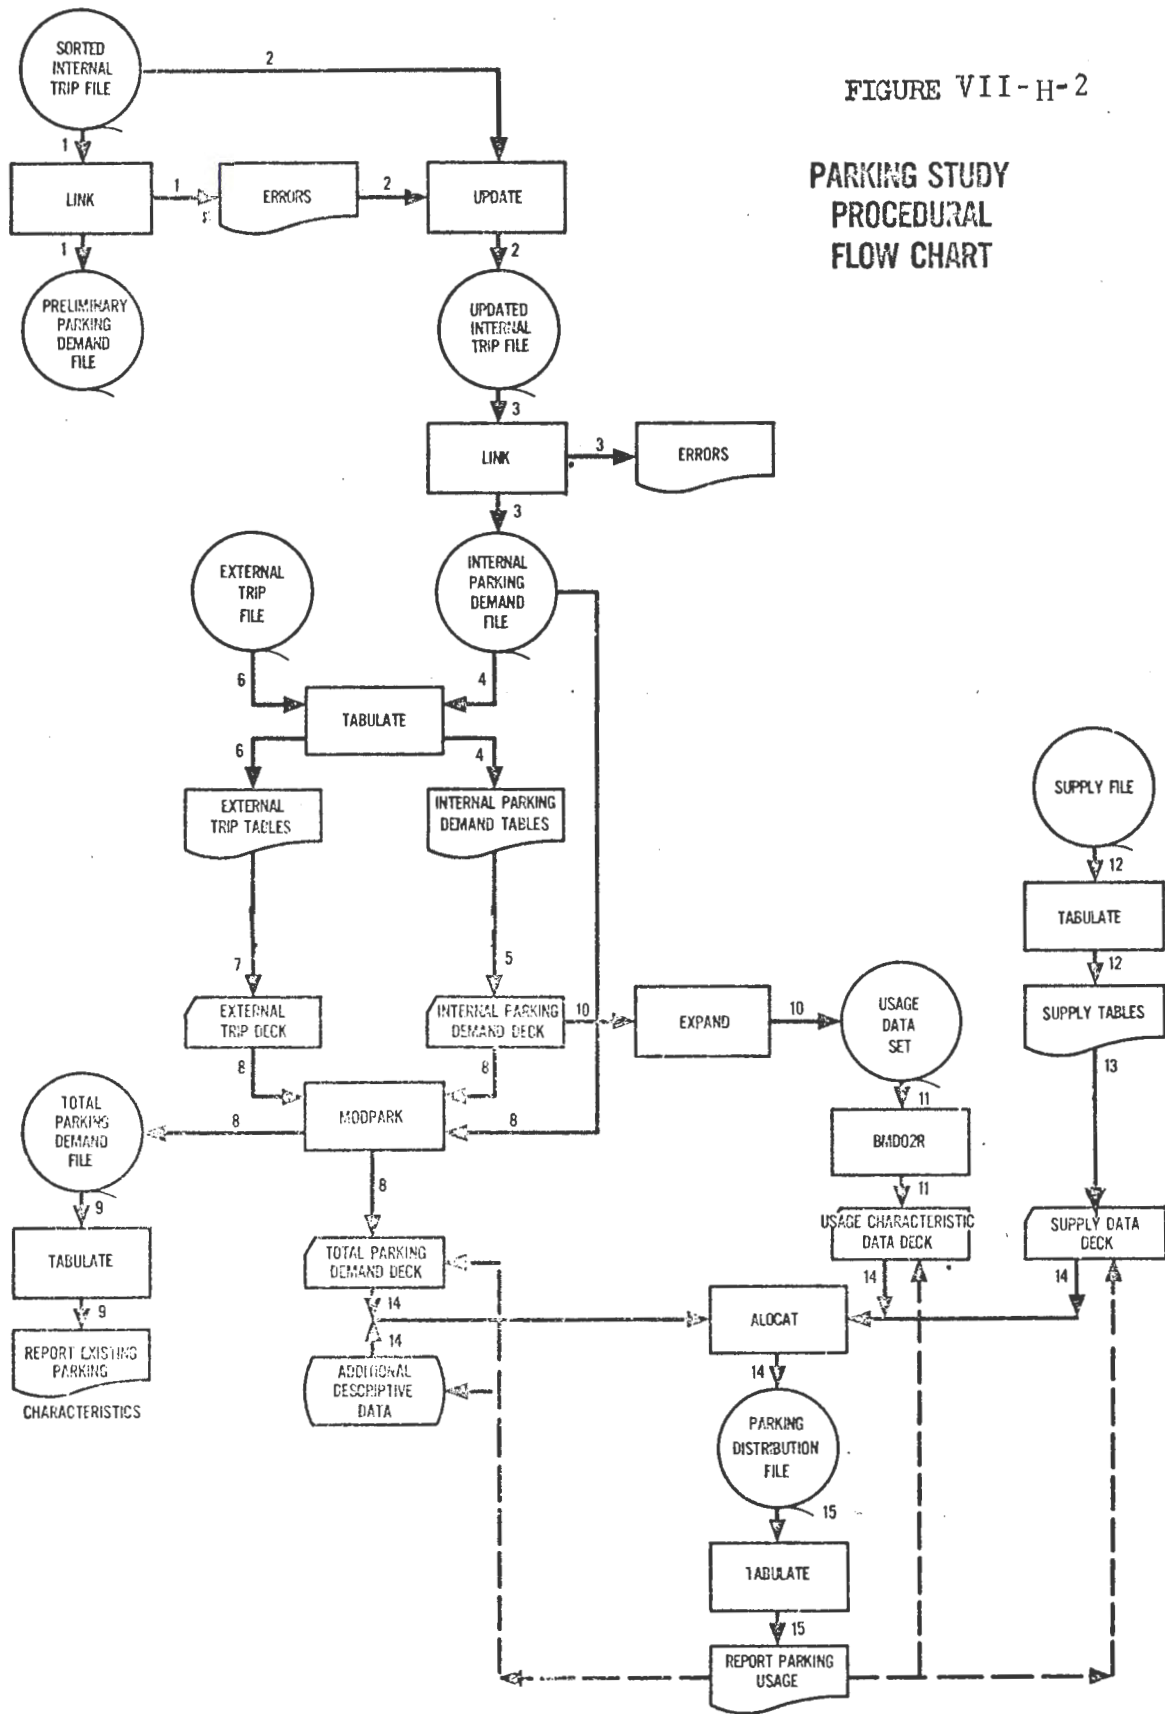 FIGURE VII-H-2
PARKING STUDY
PROCEDURAL
FLOW CHART
SORTED
INTERNAL
TRIP FILE
2
1
LINK
1
ERRORS
2
UPDATE
1
2
PRELIMINARY
PARKING
DEMAND
FILE
UPDATED
INTERNAL
TRIP FILE
3
LINK
3
ERRORS
3
EXTERNAL
TRIP
FILE
INTERNAL
PARKING
DEMAND
FILE
6
4
TABULATE
6
4
EXTERNAL
TRIP TABLES
INTERNAL PARKING
DEMAND TABLES
SUPPLY FILE
12
TABULATE
12
SUPPLY TABLES
13
7
5
EXTERNAL
TRIP DECK
INTERNAL PARKING
DEMAND DECK
10
EXPAND
10
USAGE
DATA
SET
8
8
11
MODPARK
8
8
TOTAL
PARKING
DEMAND
FILE
BMD02R
11
9
8
TABULATE
9
REPORT EXISTING
PARKING
CHARACTERISTICS
TOTAL PARKING
DEMAND DECK
USAGE CHARACTERISTIC
DATA DECK
SUPPLY DATA
DECK
14
14
14
ALOCAT
14
ADDITIONAL
DESCRIPTIVE
DATA
14
PARKING
DISTRIBUTION
FILE
15
TABULATE
15
REPORT PARKING
USAGE